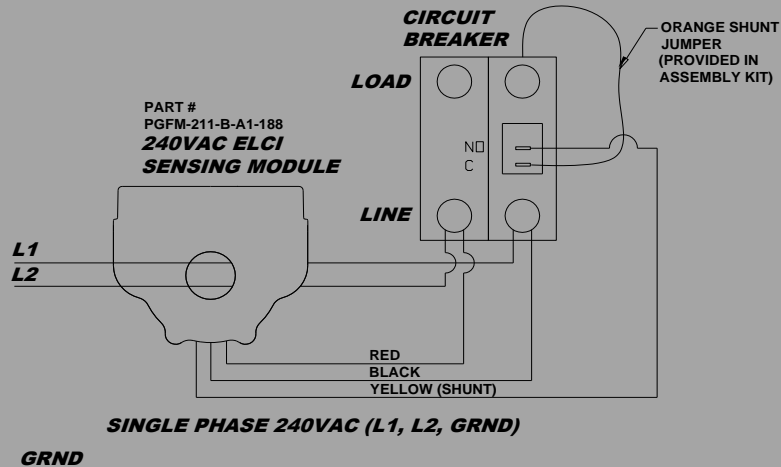 CIRCUIT
BREAKER
ORANGE SHUNT
JUMPER
(PROVIDED IN
ASSEMBLY KIT)
LOAD
PART #
PGFM-211-B-A1-188
240VAC ELCI
SENSING MODULE
NO
C
LINE
L1
L2
RED
BLACK
YELLOW (SHUNT)
SINGLE PHASE 240VAC (L1, L2, GRND)
GRND